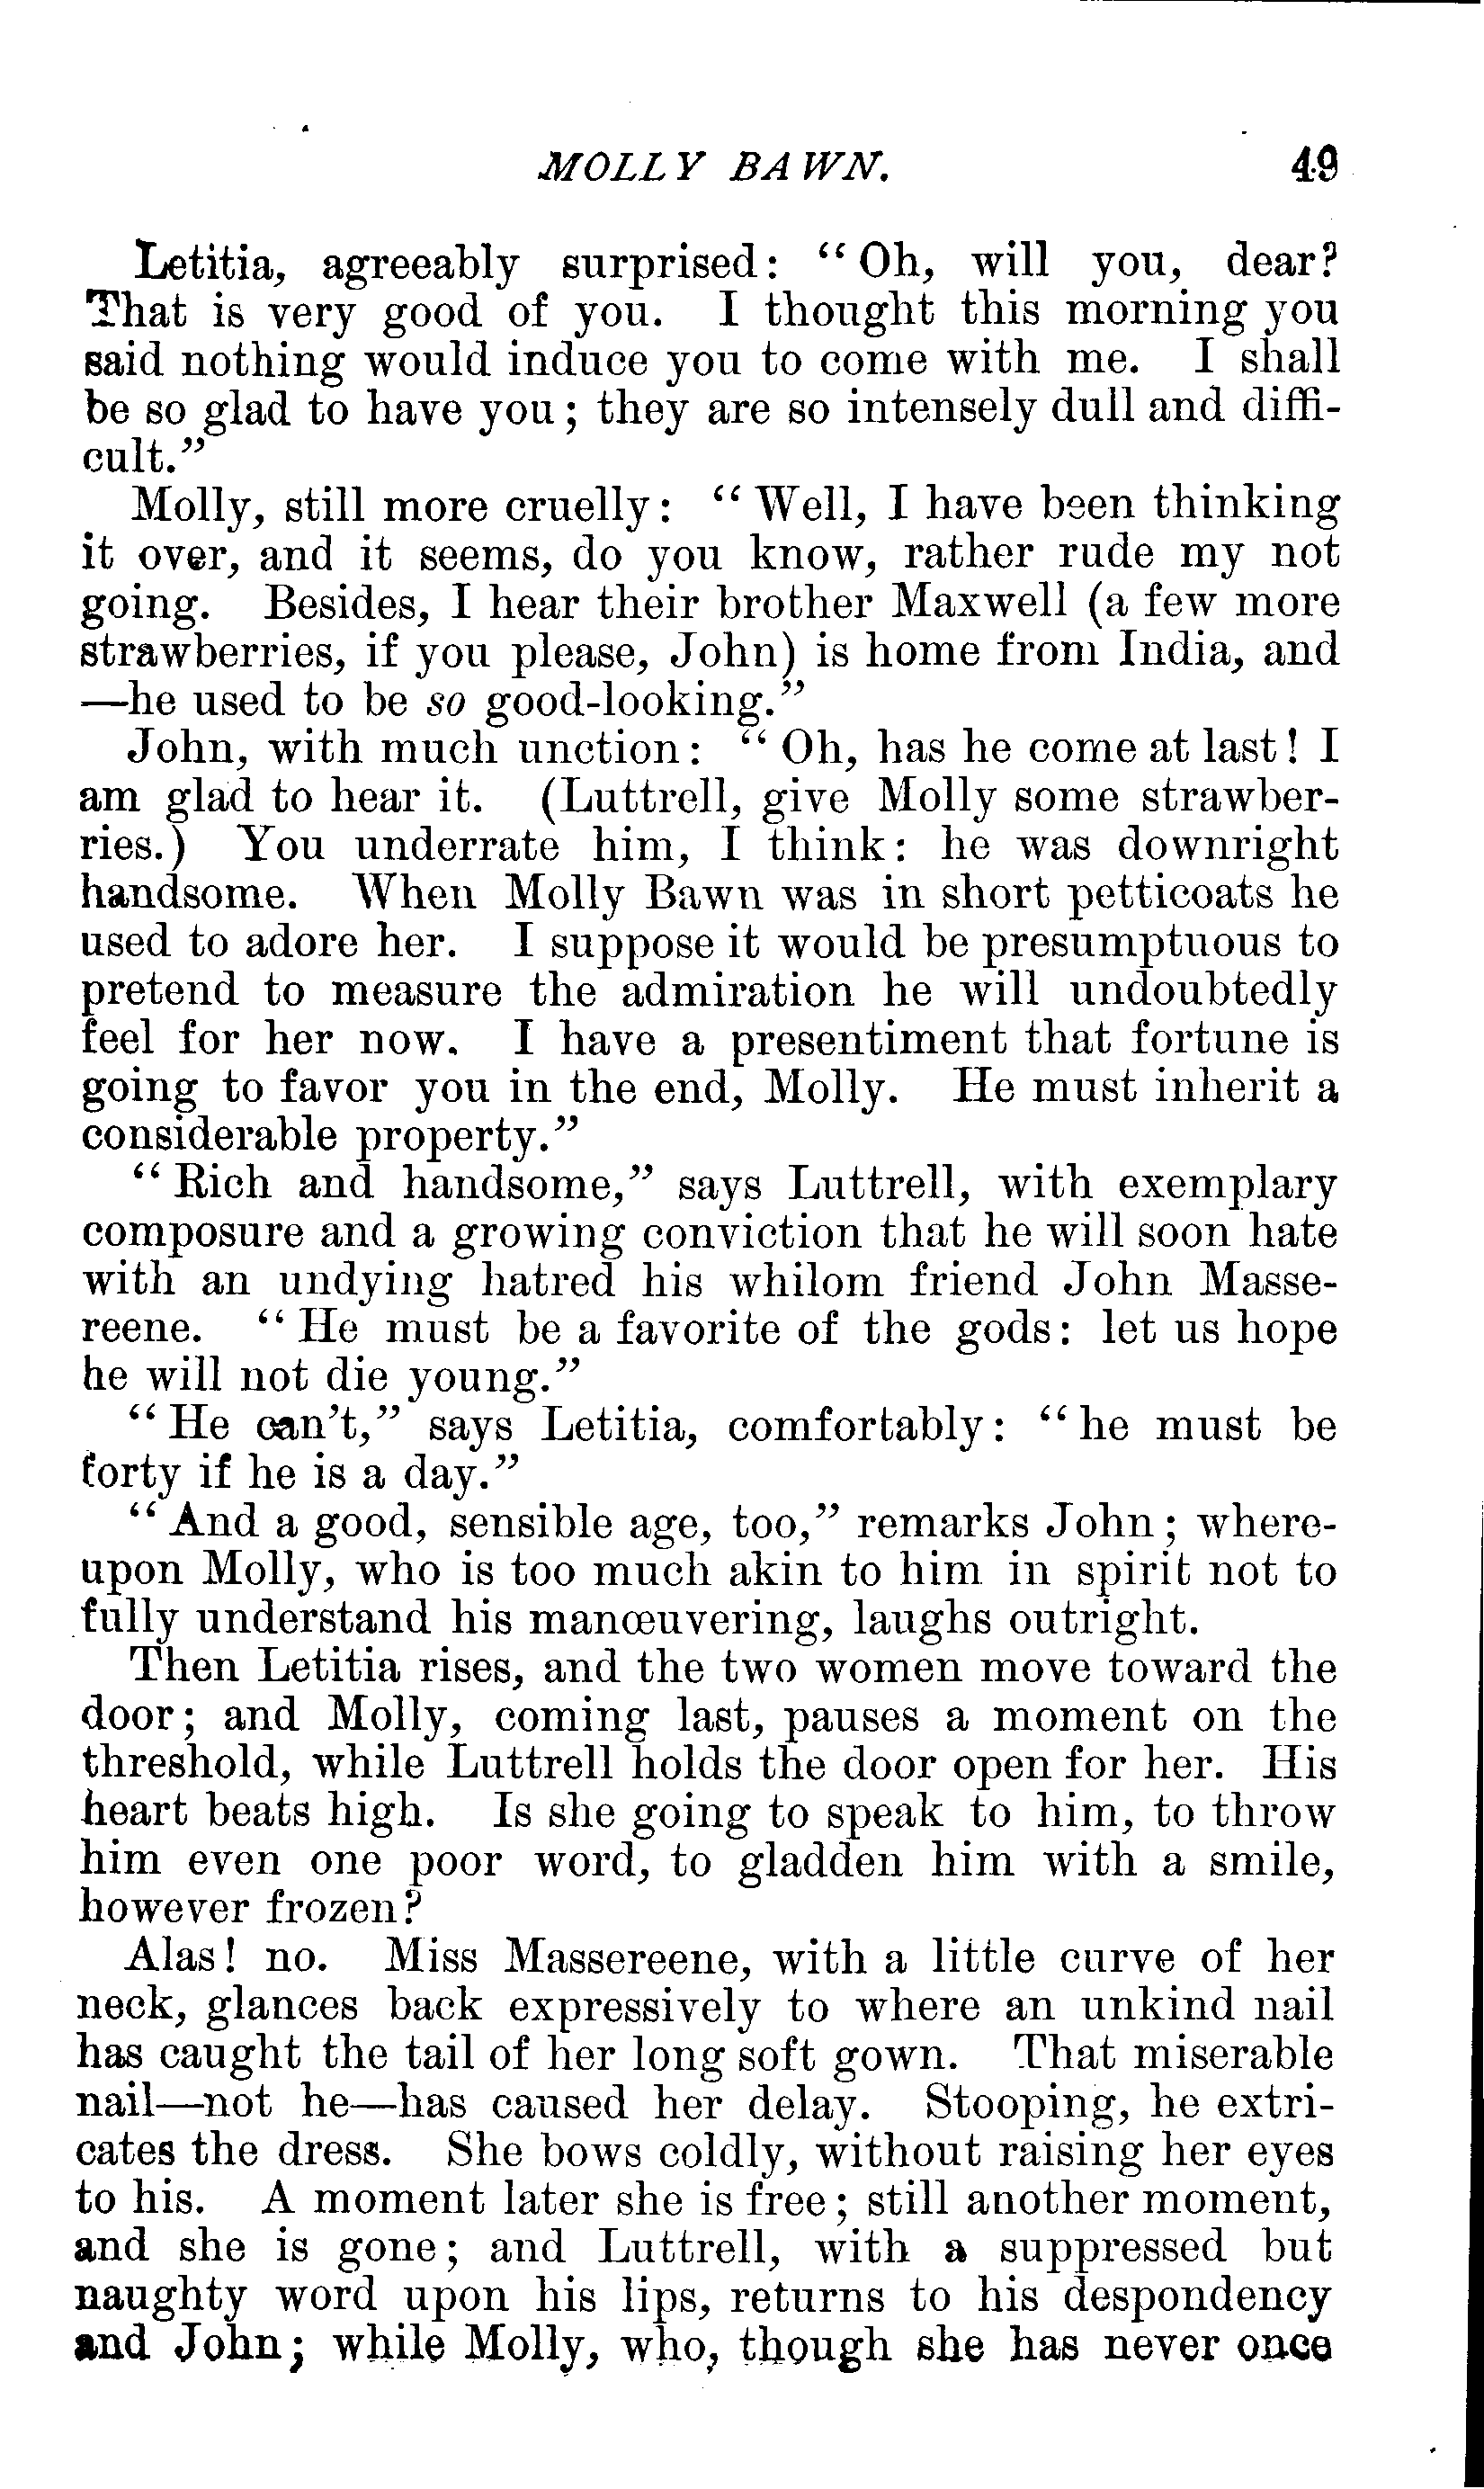 MOLLY BAWN. 49
Letitia, agreeably surprised: "Oh, will you, dear?
That is very good of you. I thought this morning you
said nothing would induce you to come with me. I shall
be so glad to have you; they are so intensely dull and diffi-
cult."
Molly, still more cruelly: "Well, I have been thinking
it over, and it seems, do you know, rather rude my not
going. Besides, I hear their brother Maxwell (a few more
strawberries, if you please, John) is home from India, and
—he used to be so good-looking."
John, with much unction: "Oh, has he come at last! I
am glad to hear it. (Luttrell, give Molly some strawber-
ries.) You underrate him, I think: he was downright
handsome. When Molly Bawn was in short petticoats he
used to adore her. I suppose it would be presumptuous to
pretend to measure the admiration he will undoubtedly
feel for her now. I have a presentiment that fortune is
going to favor you in the end, Molly. He must inherit a
considerable property."
"Rich and handsome," says Luttrell, with exemplary
composure and a growing conviction that he will soon hate
with an undying hatred his whilom friend John Masse-
reene. "He must be a favorite of the gods: let us hope
he will not die young."
"He can't," says Letitia, comfortably: "he must be
forty if he is a day."
"And a good, sensible age, too," remarks John; where-
upon Molly, who is too much akin to him in spirit not to
fully understand his manœuvering, laughs outright.
Then Letitia rises, and the two women move toward the
door; and Molly, coming last, pauses a moment on the
threshold, while Luttrell holds the door open for her. His
heart beats high. Is she going to speak to him, to throw
him even one poor word, to gladden him with a smile,
however frozen?
Alas! no. Miss Massereene, with a little curve of her
neck, glances back expressively to where an unkind nail
has caught the tail of her long soft gown. That miserable
nail—not he—has caused her delay. Stooping, he extri-
cates the dress. She bows coldly, without raising her eyes
to his. A moment later she is free; still another moment,
and she is gone; and Luttrell, with a suppressed but
naughty word upon his lips, returns to his despondency
and John; while Molly, who, though she has never once